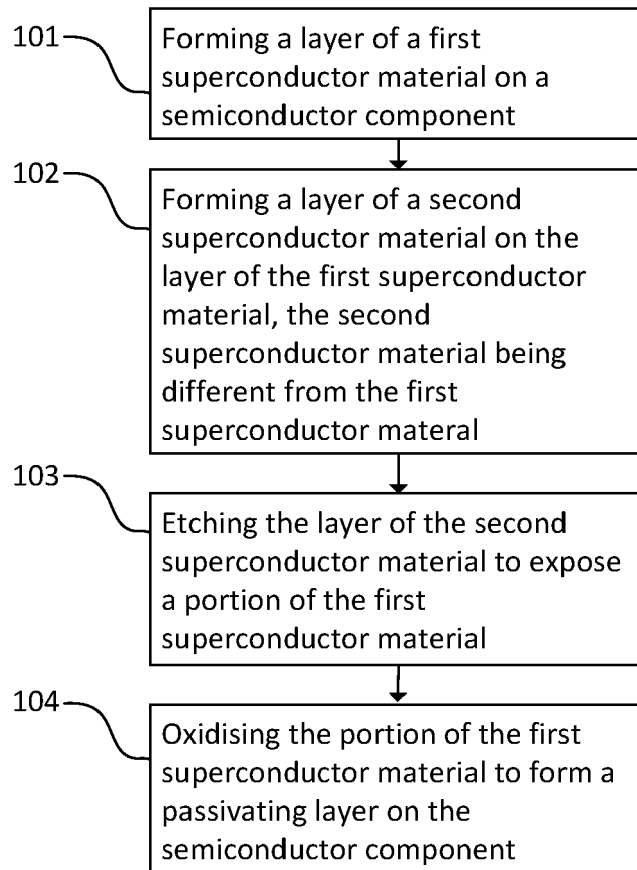 101
Forming a layer of a first
superconductor material on a
semiconductor component
102
Forming a layer of a second
superconductor material on the
layer of the first superconductor
material, the second
superconductor material being
different from the first
superconductor materal
103
Etching the layer of the second
superconductor material to expose
a portion of the first
superconductor material
104
Oxidising the portion of the first
superconductor material to form a
passivating layer on the
semiconductor component